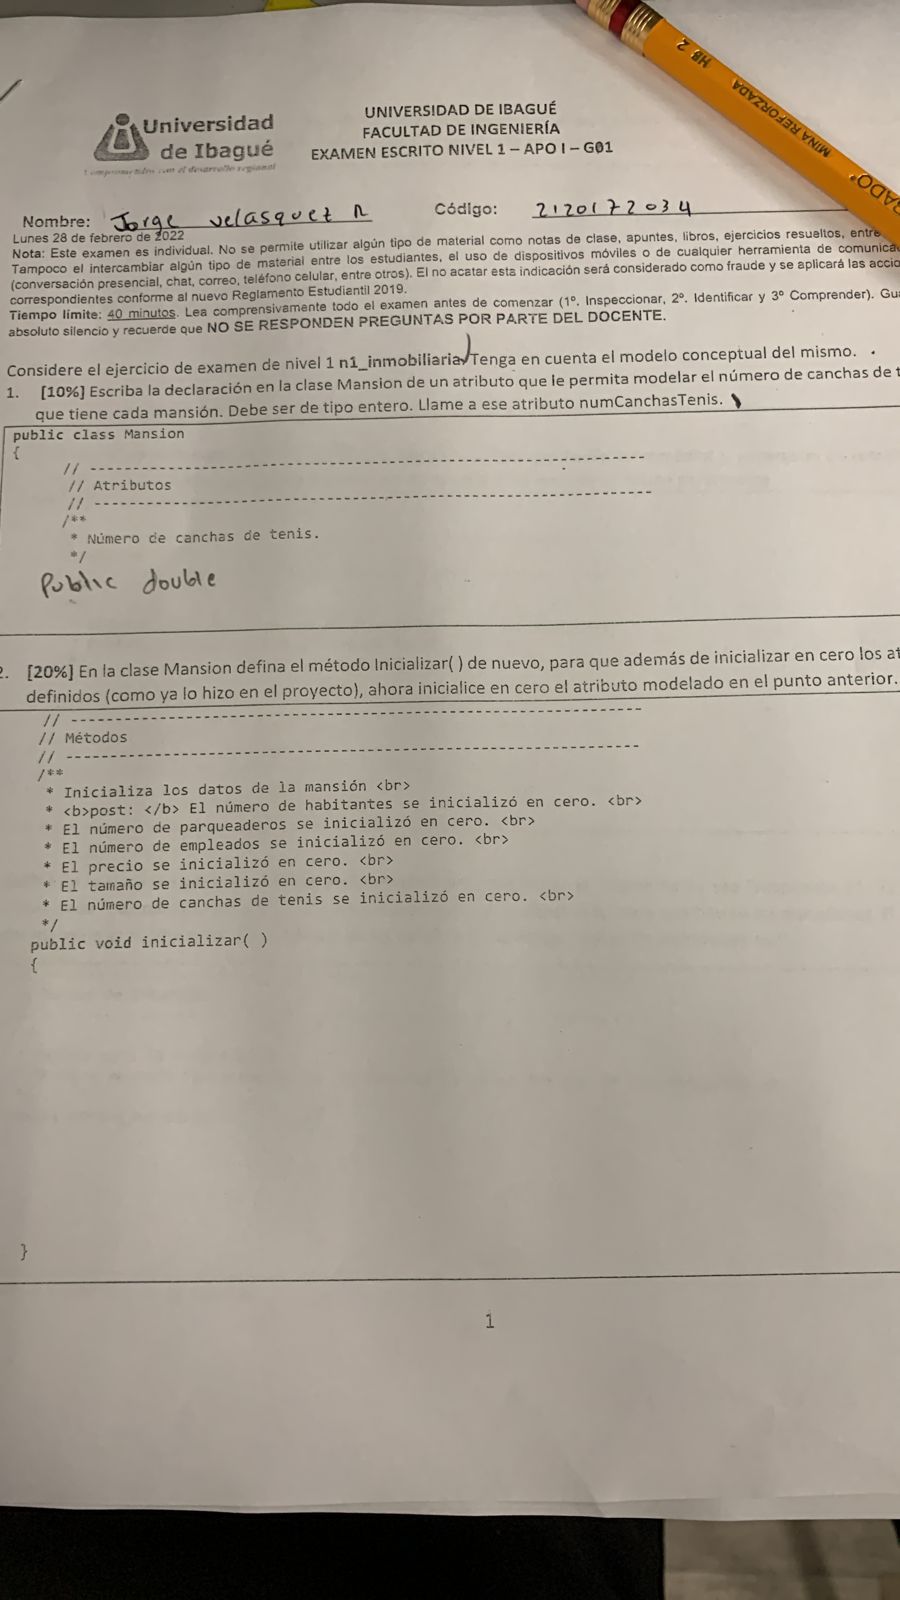 HB 2
MINA REFORZADA
Universidad
de Ibagué
Comprometidos con el desarrollo regional
UNIVERSIDAD DE IBAGUÉ
FACULTAD DE INGENIERÍA
EXAMEN ESCRITO NIVEL 1 – APO I – G01
Nombre: Jorge velasquez R Código: 2120172034
Lunes 28 de febrero de 2022
Nota: Este examen es individual. No se permite utilizar algún tipo de material como notas de clase, apuntes, libros, ejercicios resueltos, entre
Tampoco el intercambiar algún tipo de material entre los estudiantes, el uso de dispositivos móviles o de cualquier herramienta de comunica
(conversación presencial, chat, correo, teléfono celular, entre otros). El no acatar esta indicación será considerado como fraude y se aplicará las accio
correspondientes conforme al nuevo Reglamento Estudiantil 2019.
Tiempo límite: 40 minutos. Lea comprensivamente todo el examen antes de comenzar (1º. Inspeccionar, 2º. Identificar y 3º Comprender). Gua
absoluto silencio y recuerde que NO SE RESPONDEN PREGUNTAS POR PARTE DEL DOCENTE.
Considere el ejercicio de examen de nivel 1 n1_inmobiliaria. Tenga en cuenta el modelo conceptual del mismo.
1. [10%] Escriba la declaración en la clase Mansion de un atributo que le permita modelar el número de canchas de t
que tiene cada mansión. Debe ser de tipo entero. Llame a ese atributo numCanchasTenis.
public class Mansion
{
// -----------------------------------------------------------------
// Atributos
// -----------------------------------------------------------------
/**
* Número de canchas de tenis.
*/
Public double
2. [20%] En la clase Mansion defina el método Inicializar( ) de nuevo, para que además de inicializar en cero los at
definidos (como ya lo hizo en el proyecto), ahora inicialice en cero el atributo modelado en el punto anterior.
// -----------------------------------------------------------------
// Métodos
// -----------------------------------------------------------------
/**
* Inicializa los datos de la mansión <br>
* <b>post: </b> El número de habitantes se inicializó en cero. <br>
* El número de parqueaderos se inicializó en cero. <br>
* El número de empleados se inicializó en cero. <br>
* El precio se inicializó en cero. <br>
* El tamaño se inicializó en cero. <br>
* El número de canchas de tenis se inicializó en cero. <br>
*/
public void inicializar( )
{
}
1